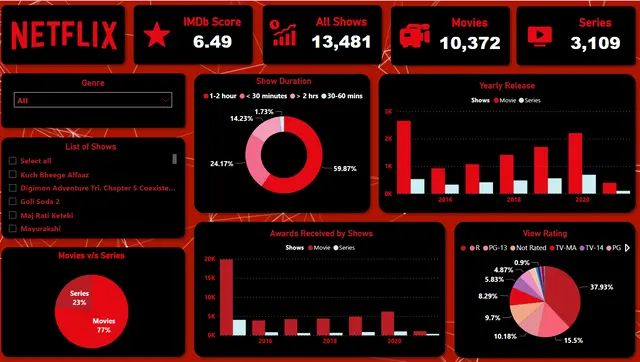 NETFLIX
IMDb Score
6.49
All Shows
13,481
Movies
10,372
Series
3,109
Genre
All
List of Shows
Select all
Kuch Bheege Alfaaz
Digimon Adventure Tri. Chapter 5 Coexiste...
Goli Soda 2
Maj Rati Keteki
Mayurakshi
Movies v/s Series
Series
23%
Movies
77%
Show Duration
1-2 hour < 30 minutes > 2 hrs 30-60 mins
1.73%
14.23%
24.17%
59.87%
Yearly Release
Shows Movie Series
3K
2K
1K
0K
2016 2018 2020
Awards Received by Shows
Shows Movie Series
20K
15K
10K
5K
0K
2016 2018 2020
View Rating
R PG-13 Not Rated TV-MA TV-14 PG
0.9%
4.87%
5.83%
8.29%
9.7%
10.18%
15.5%
37.93%